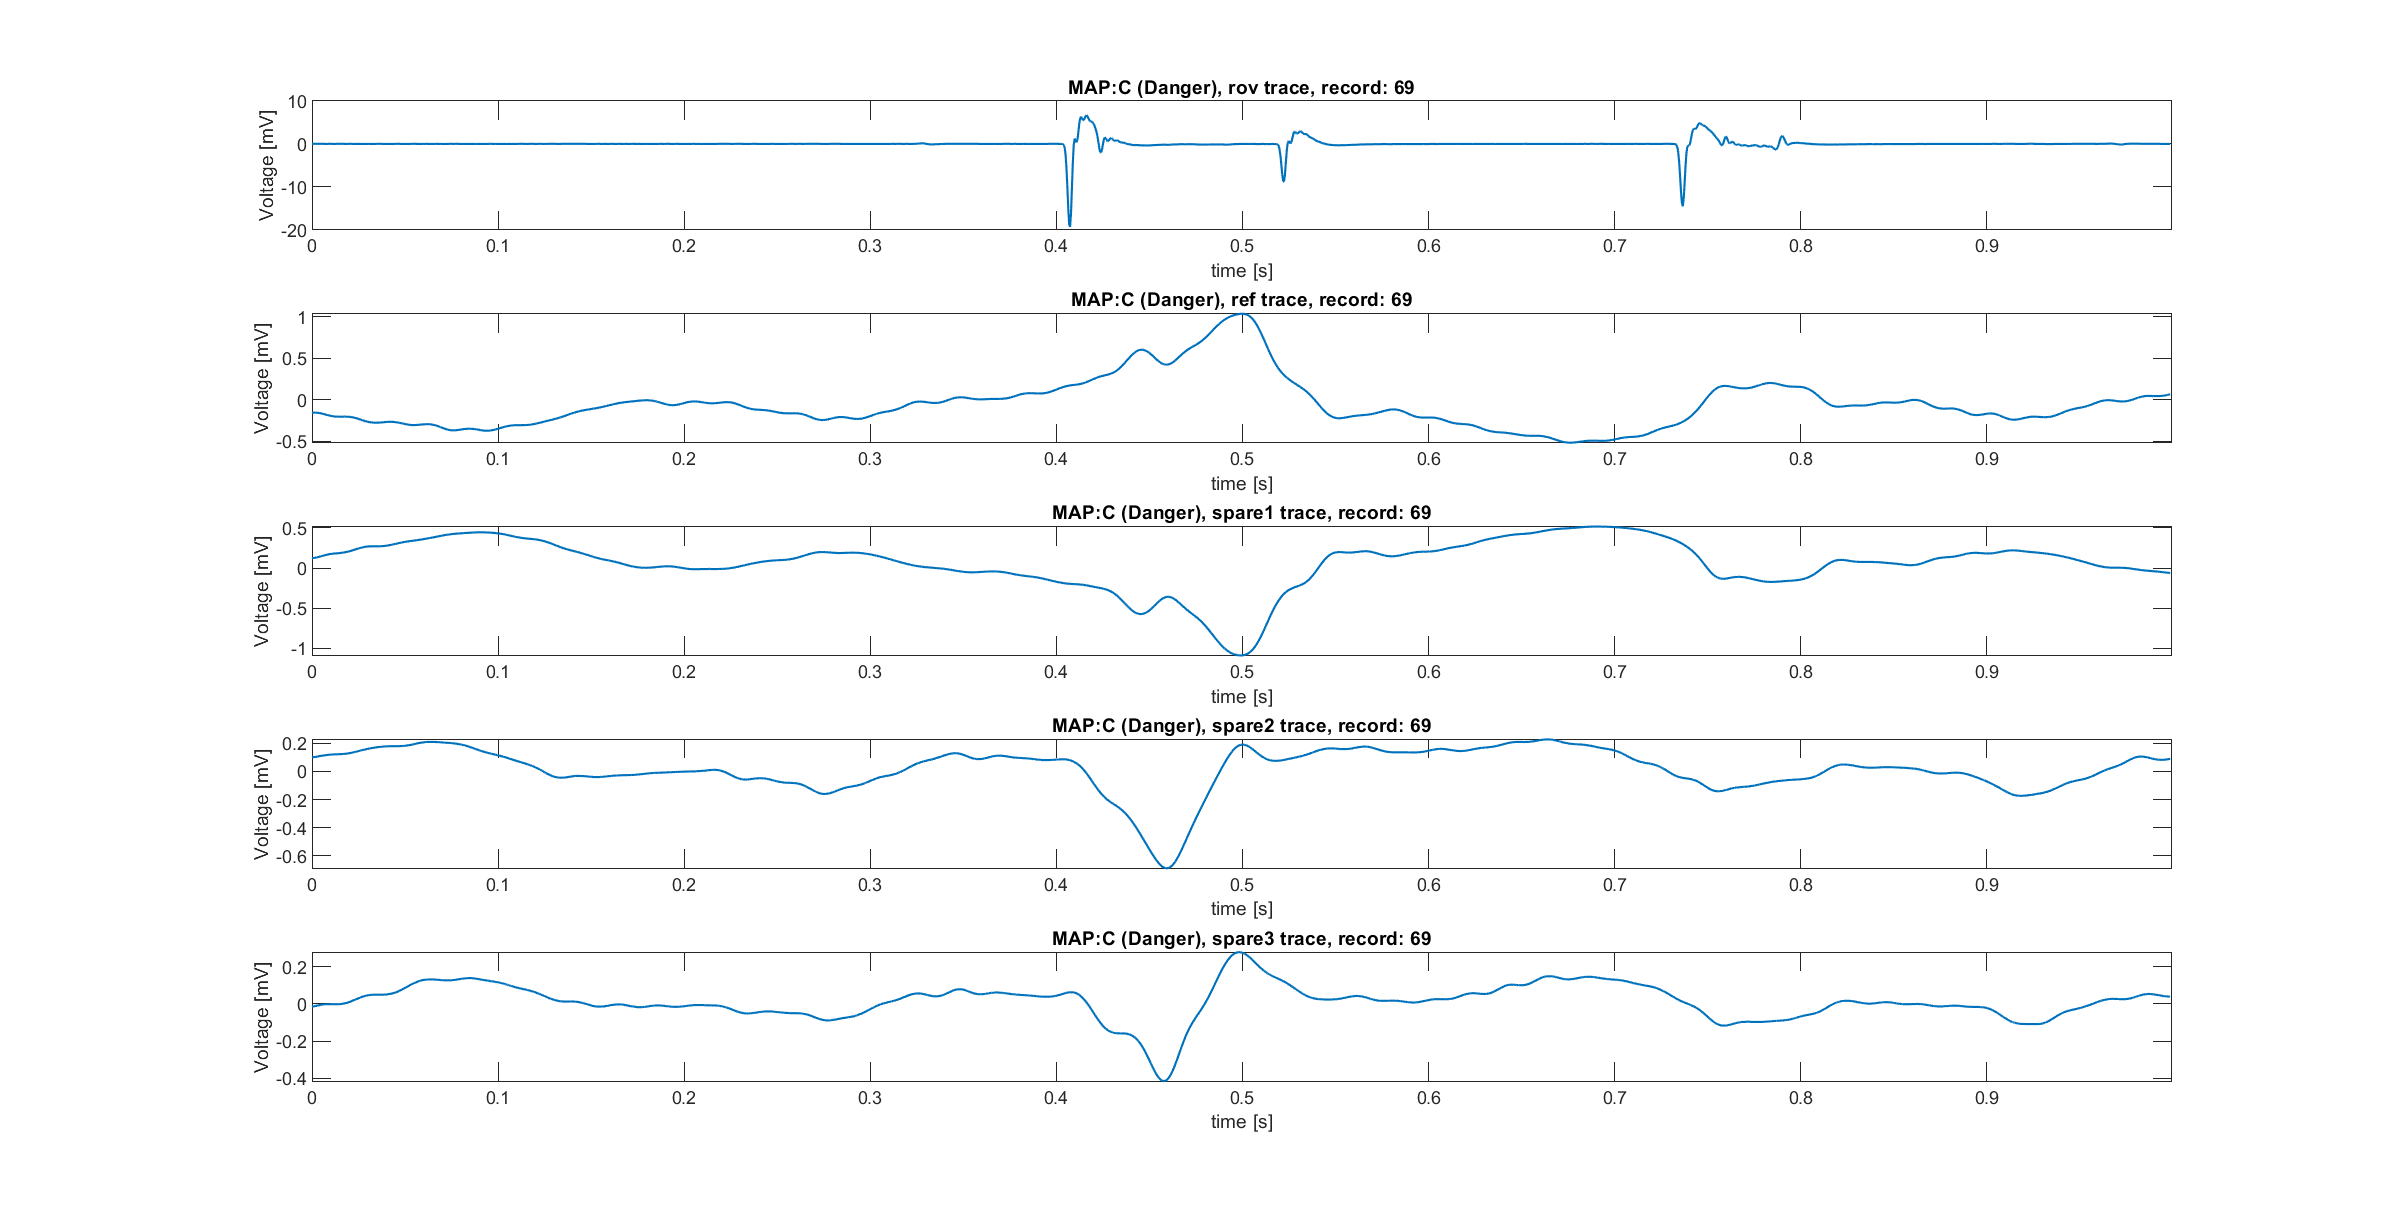 MAP:C (Danger), rov trace, record: 69
Voltage [mV]
10
0
-10
-20
0 0.1 0.2 0.3 0.4 0.5 0.6 0.7 0.8 0.9
time [s]
MAP:C (Danger), ref trace, record: 69
Voltage [mV]
1
0.5
0
-0.5
0 0.1 0.2 0.3 0.4 0.5 0.6 0.7 0.8 0.9
time [s]
MAP:C (Danger), spare1 trace, record: 69
Voltage [mV]
0.5
0
-0.5
-1
0 0.1 0.2 0.3 0.4 0.5 0.6 0.7 0.8 0.9
time [s]
MAP:C (Danger), spare2 trace, record: 69
Voltage [mV]
0.2
0
-0.2
-0.4
-0.6
0 0.1 0.2 0.3 0.4 0.5 0.6 0.7 0.8 0.9
time [s]
MAP:C (Danger), spare3 trace, record: 69
Voltage [mV]
0.2
0
-0.2
-0.4
0 0.1 0.2 0.3 0.4 0.5 0.6 0.7 0.8 0.9
time [s]